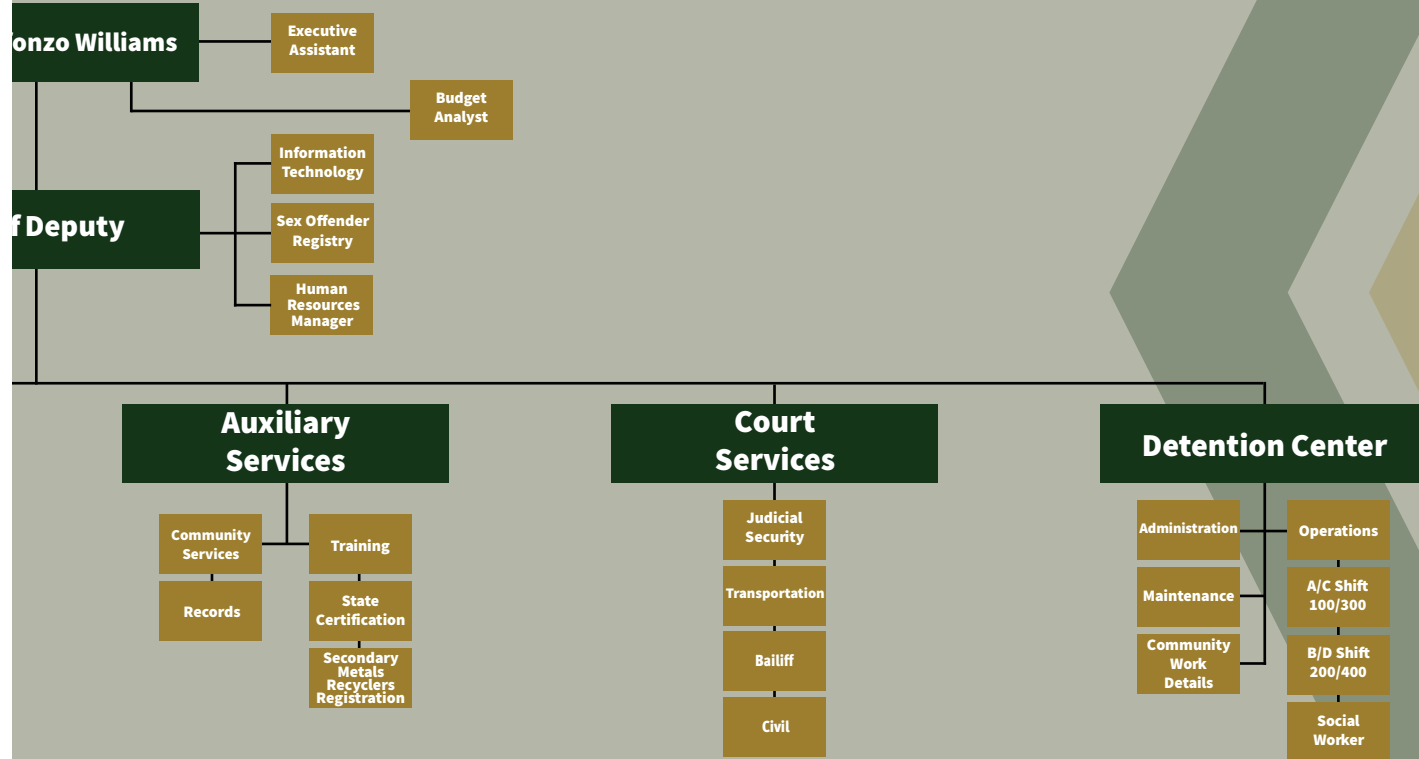 fonzo Williams
Executive
Assistant
Budget
Analyst
Information
Technology
f Deputy
Sex Offender
Registry
Human
Resources
Manager
Auxiliary
Services
Court
Services
Detention Center
Community
Services
Training
Records
State
Certification
Secondary
Metals
Recyclers
Registration
Judicial
Security
Transportation
Bailiff
Civil
Administration
Operations
Maintenance
A/C Shift
100/300
Community
Work
Details
B/D Shift
200/400
Social
Worker